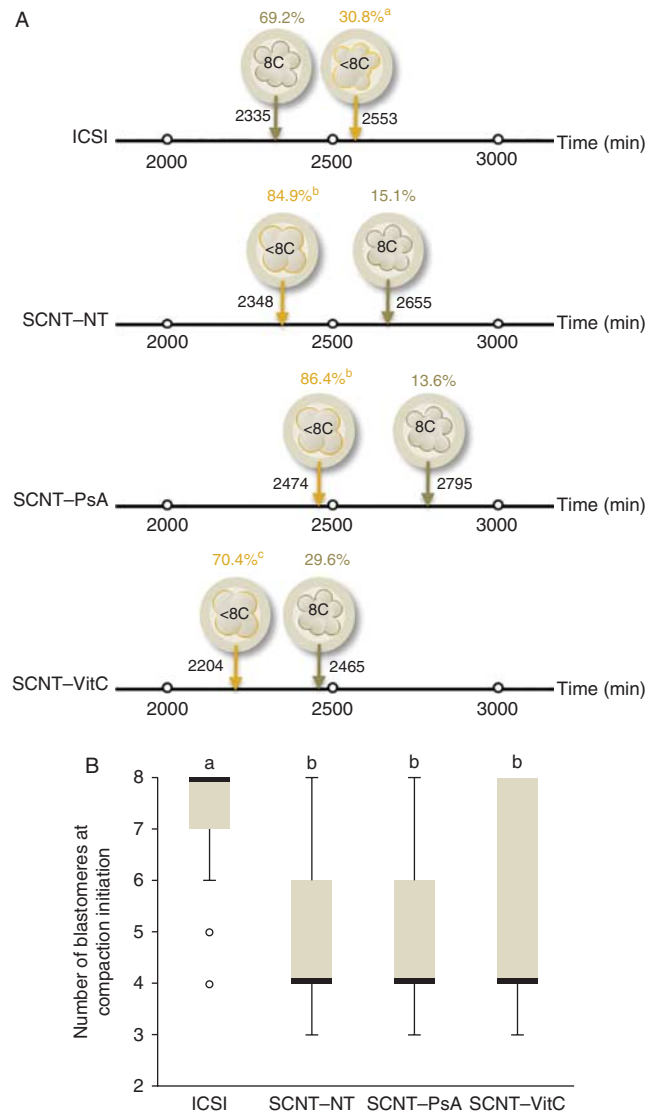 A
69.2% 30.8%ᵃ
8C <8C
2335 2553
ICSI
2000 2500 3000 Time (min)
84.9%ᵇ 15.1%
<8C 8C
2348 2655
SCNT–NT
2000 2500 3000 Time (min)
86.4%ᵇ 13.6%
<8C 8C
2474 2795
SCNT–PsA
2000 2500 3000 Time (min)
70.4%ᶜ 29.6%
<8C 8C
2204 2465
SCNT–VitC
2000 2500 3000 Time (min)
B
a b b b
8
7
6
5
4
3
2
Number of blastomeres at
compaction initiation
ICSI SCNT–NT SCNT–PsA SCNT–VitC